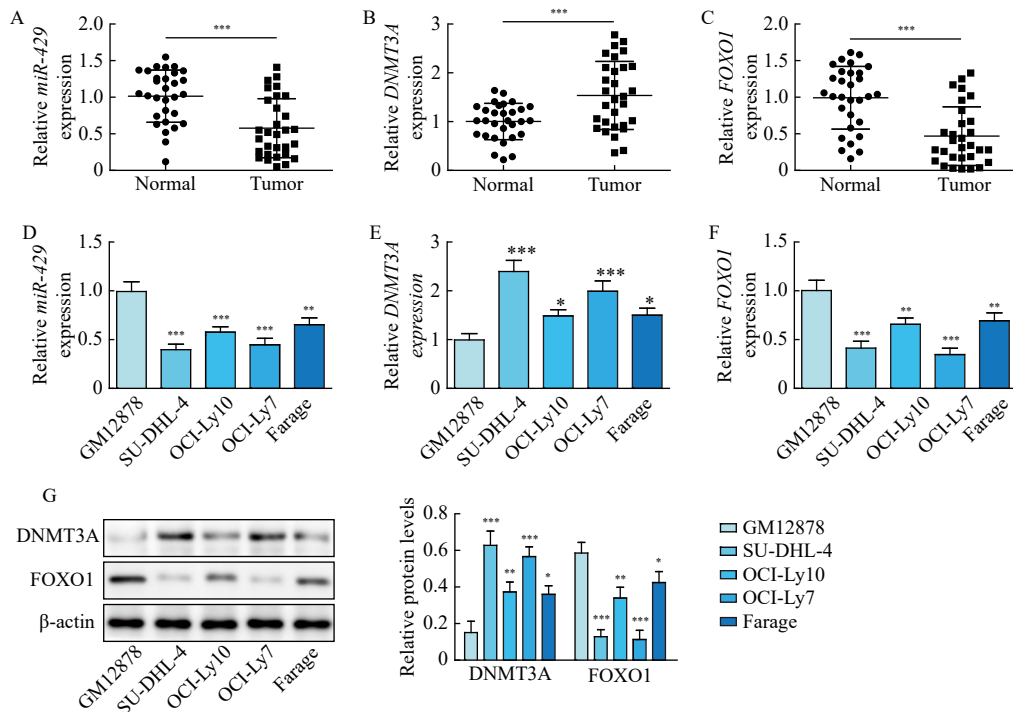 A
Relative miR-429
expression
2.0
1.5
1.0
0.5
0
***
Normal
Tumor
B
Relative DNMT3A
expression
3
2
1
0
***
Normal
Tumor
C
Relative FOXO1
expression
2.0
1.5
1.0
0.5
0
***
Normal
Tumor
D
Relative miR-429
expression
1.5
1.0
0.5
0
***
***
***
**
GM12878
SU-DHL-4
OCI-Ly10
OCI-Ly7
Farage
E
Relative DNMT3A
expression
3
2
1
0
***
*
***
*
GM12878
SU-DHL-4
OCI-Ly10
OCI-Ly7
Farage
F
Relative FOXO1
expression
1.5
1.0
0.5
0
***
**
***
**
GM12878
SU-DHL-4
OCI-Ly10
OCI-Ly7
Farage
G
DNMT3A
FOXO1
β-actin
GM12878
SU-DHL-4
OCI-Ly10
OCI-Ly7
Farage
Relative protein levels
0.8
0.6
0.4
0.2
0
***
**
***
*
***
**
***
*
DNMT3A
FOXO1
GM12878
SU-DHL-4
OCI-Ly10
OCI-Ly7
Farage